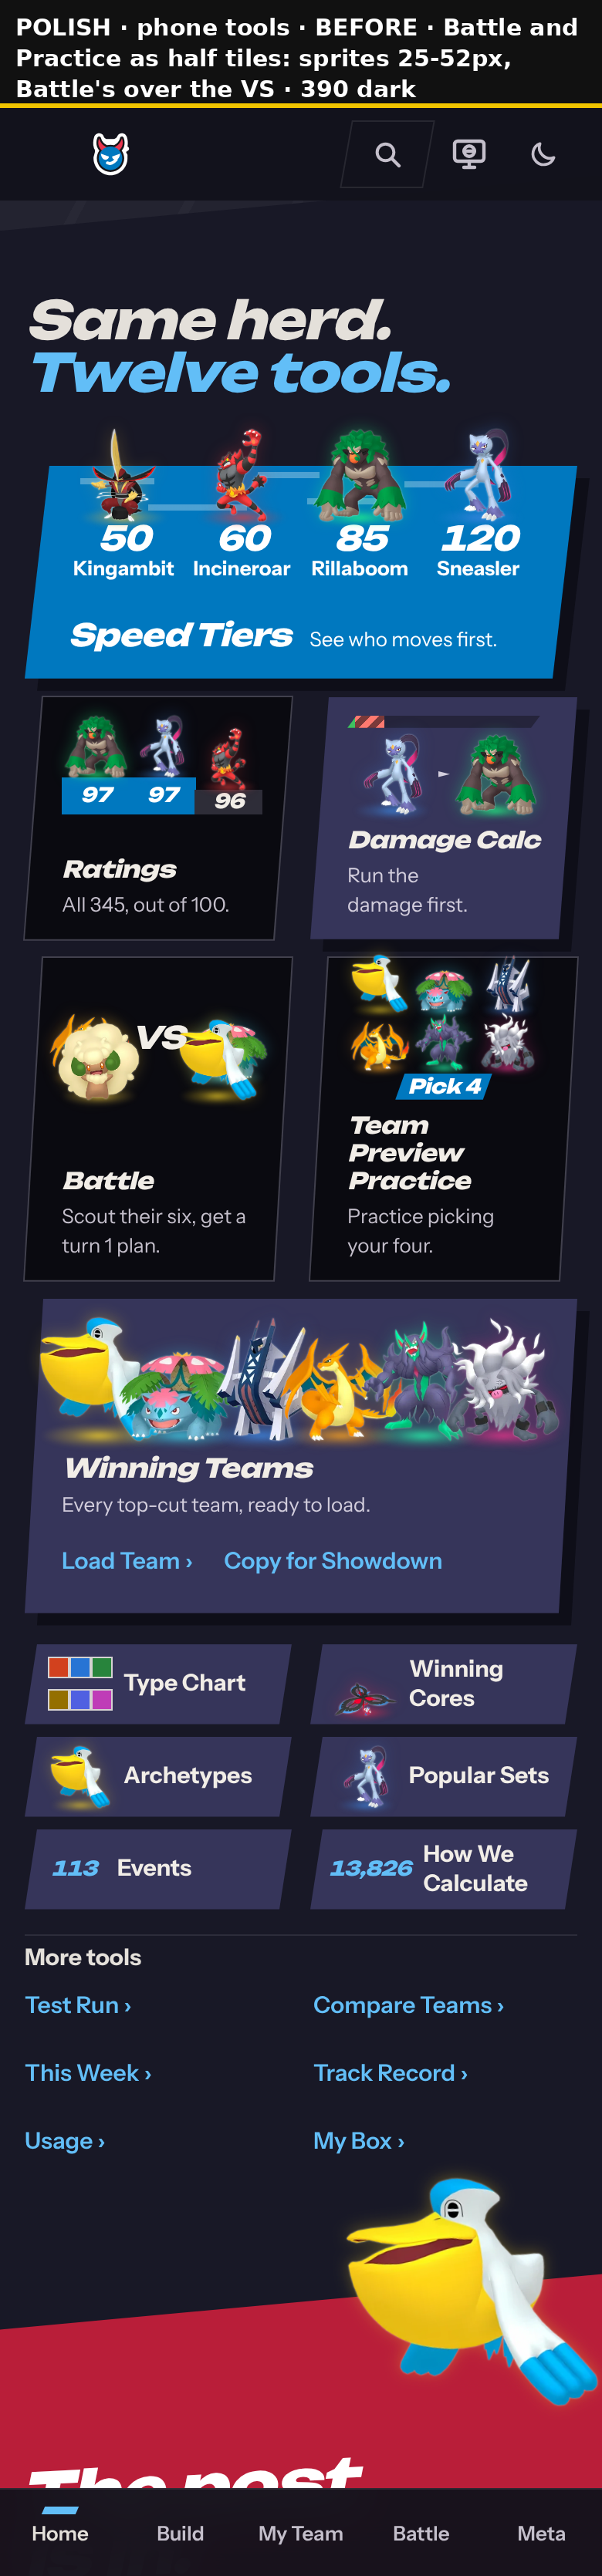 POLISH · phone tools · BEFORE · Battle and
Practice as half tiles: sprites 25-52px,
Battle's over the VS · 390 dark
Same herd.
Twelve tools.
50 60 85 120
Kingambit Incineroar Rillaboom Sneasler
Speed Tiers See who moves first.
97 97 96
Ratings
All 345, out of 100.
Damage Calc
Run the
damage first.
VS
Battle
Scout their six, get a
turn 1 plan.
Pick 4
Team
Preview
Practice
Practice picking
your four.
Winning Teams
Every top-cut team, ready to load.
Load Team › Copy for Showdown
Type Chart
Winning
Cores
Archetypes
Popular Sets
113 Events
13,826 How We
Calculate
More tools
Test Run › Compare Teams ›
This Week › Track Record ›
Usage › My Box ›
The post
Home Build My Team Battle Meta